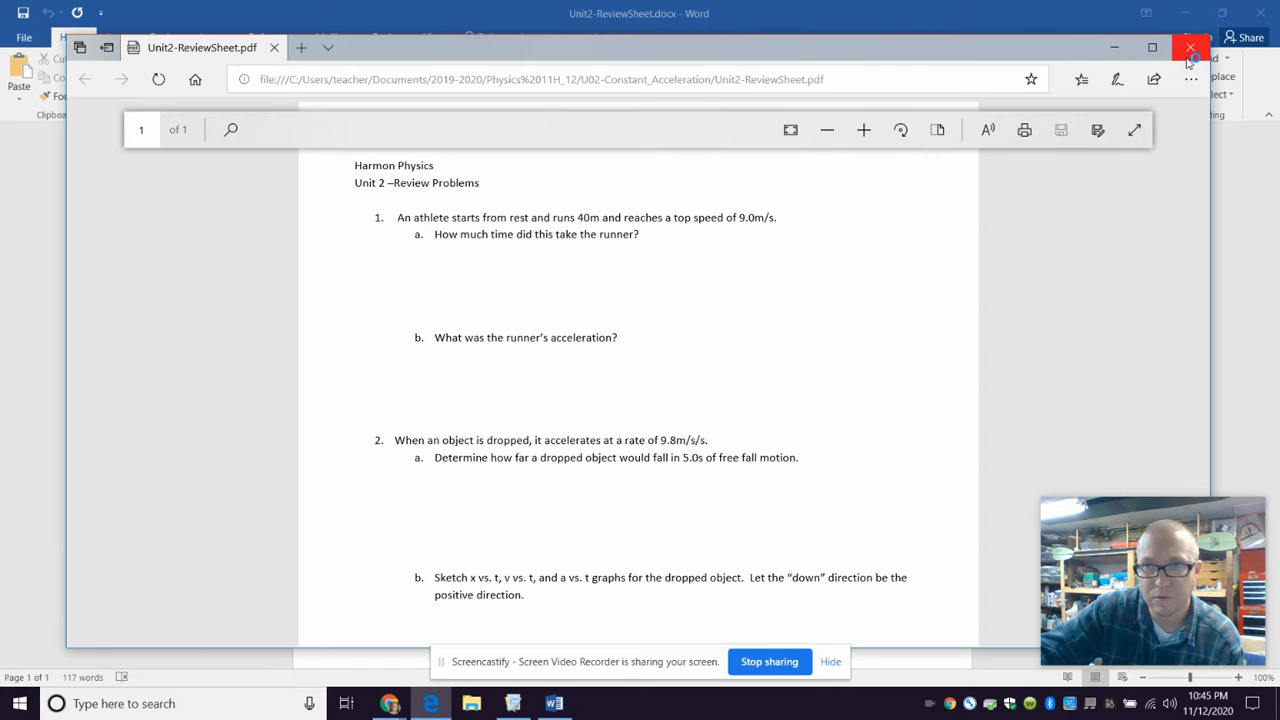 Unit2-ReviewSheet.docx - Word
File
Share
Unit2-ReviewSheet.pdf
file:///C:/Users/teacher/Documents/2019-2020/Physics%2011H_12/U02-Constant_Acceleration/Unit2-ReviewSheet.pdf
Paste
Clipboard
1 of 1
Harmon Physics
Unit 2 –Review Problems
1. An athlete starts from rest and runs 40m and reaches a top speed of 9.0m/s.
a. How much time did this take the runner?
b. What was the runner's acceleration?
2. When an object is dropped, it accelerates at a rate of 9.8m/s/s.
a. Determine how far a dropped object would fall in 5.0s of free fall motion.
b. Sketch x vs. t, v vs. t, and a vs. t graphs for the dropped object. Let the “down” direction be the
positive direction.
Screencastify - Screen Video Recorder is sharing your screen.
Stop sharing
Hide
Page 1 of 1
117 words
100%
Type here to search
10:45 PM
11/12/2020